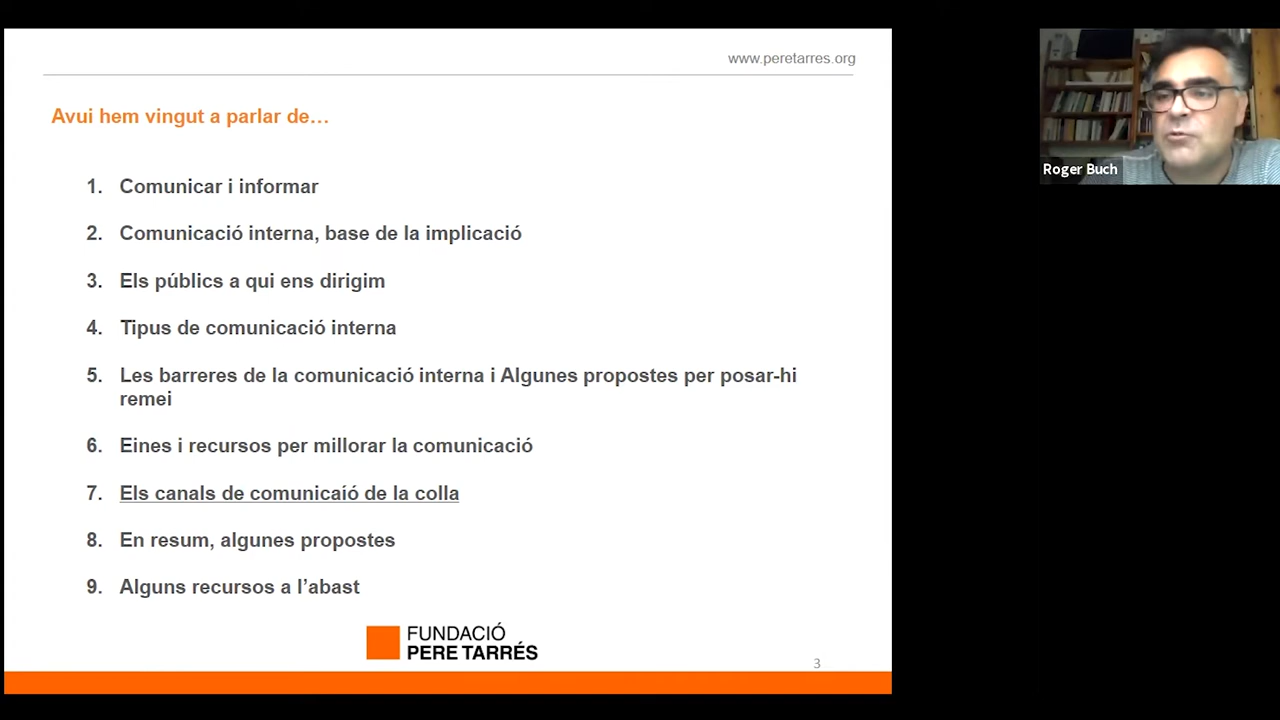 www.peretarres.org
Avui hem vingut a parlar de…
1. Comunicar i informar
2. Comunicació interna, base de la implicació
3. Els públics a qui ens dirigim
4. Tipus de comunicació interna
5. Les barreres de la comunicació interna i Algunes propostes per posar-hi
remei
6. Eines i recursos per millorar la comunicació
7. Els canals de comunicaíó de la colla
8. En resum, algunes propostes
9. Alguns recursos a l’abast
FUNDACIÓ
PERE TARRÉS
3
Roger Buch